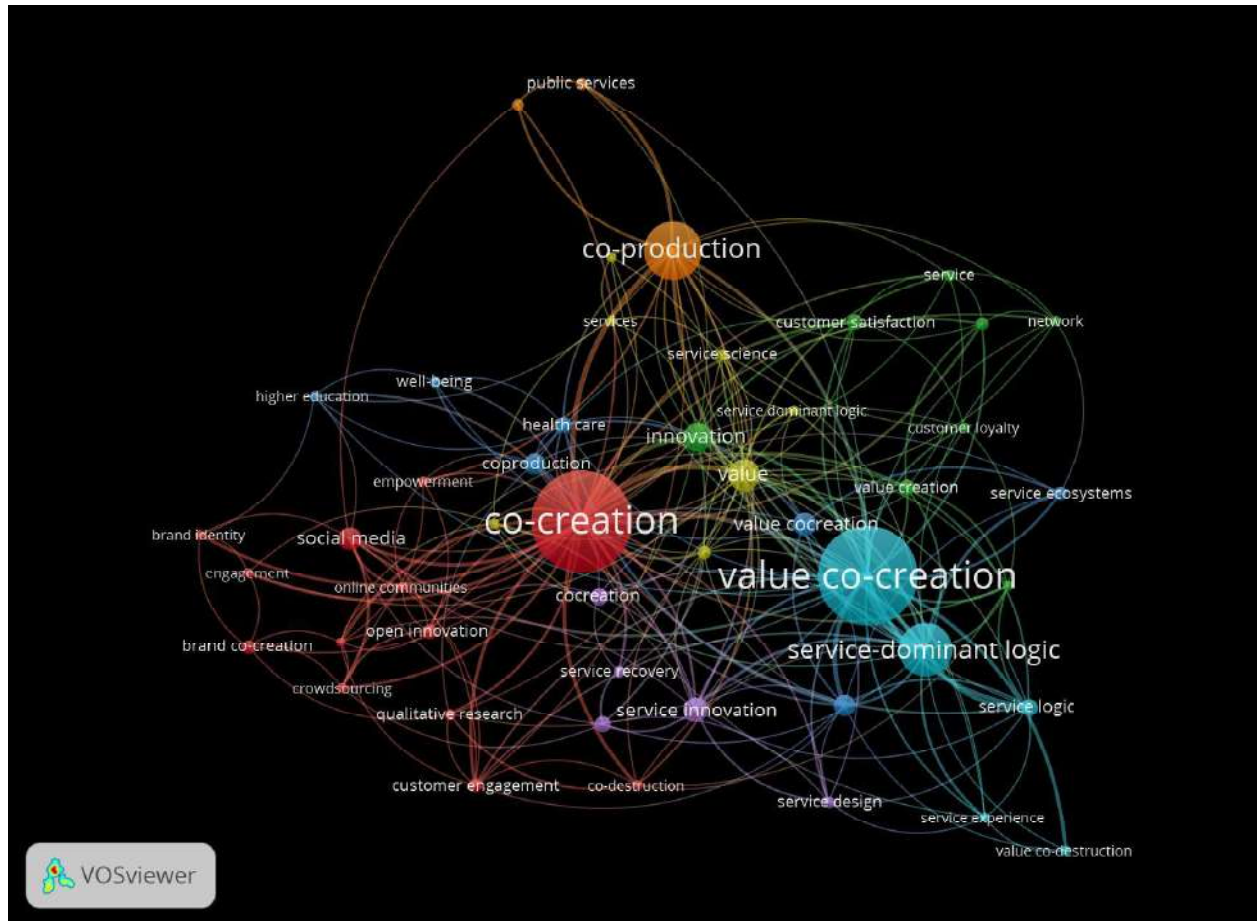 public services
co-production
service
services
customer satisfaction
network
service science
well-being
higher education
service dominant logic
health care
customer loyalty
innovation
coproduction
value
empowerment
value creation
service ecosystems
co-creation
value cocreation
brand identity
social media
engagement
value co-creation
online communities
cocreation
open innovation
brand co-creation
service-dominant logic
service recovery
crowdsourcing
service logic
qualitative research
service innovation
customer engagement
co-destruction
service design
service experience
value co-destruction
VOSviewer